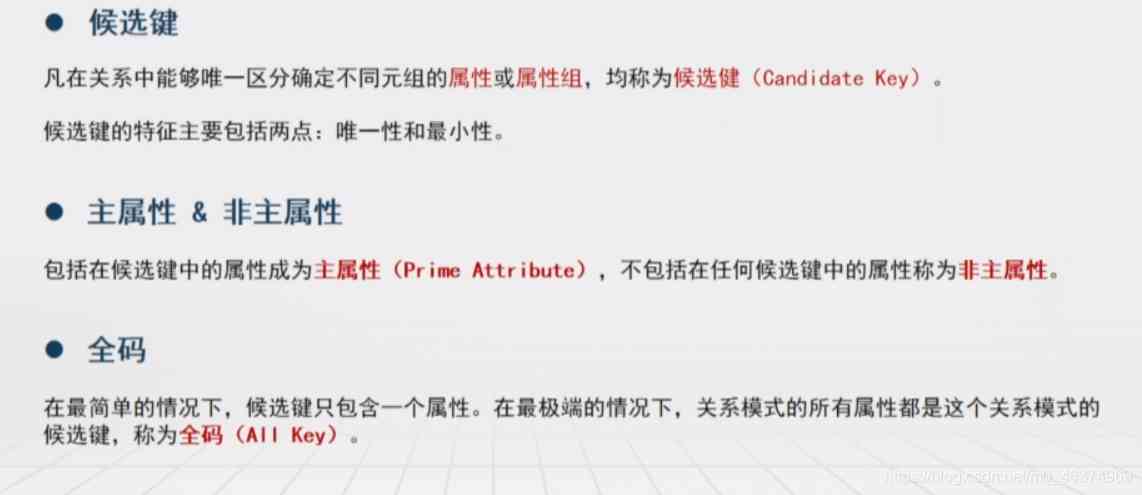 ● 候选键
凡在关系中能够唯一区分确定不同元组的属性或属性组，均称为候选健（Candidate Key）。
候选键的特征主要包括两点：唯一性和最小性。
● 主属性 & 非主属性
包括在候选键中的属性成为主属性（Prime Attribute），不包括在任何候选键中的属性称为非主属性。
● 全码
在最简单的情况下，候选键只包含一个属性。在最极端的情况下，关系模式的所有属性都是这个关系模式的
候选键，称为全码（All Key）。